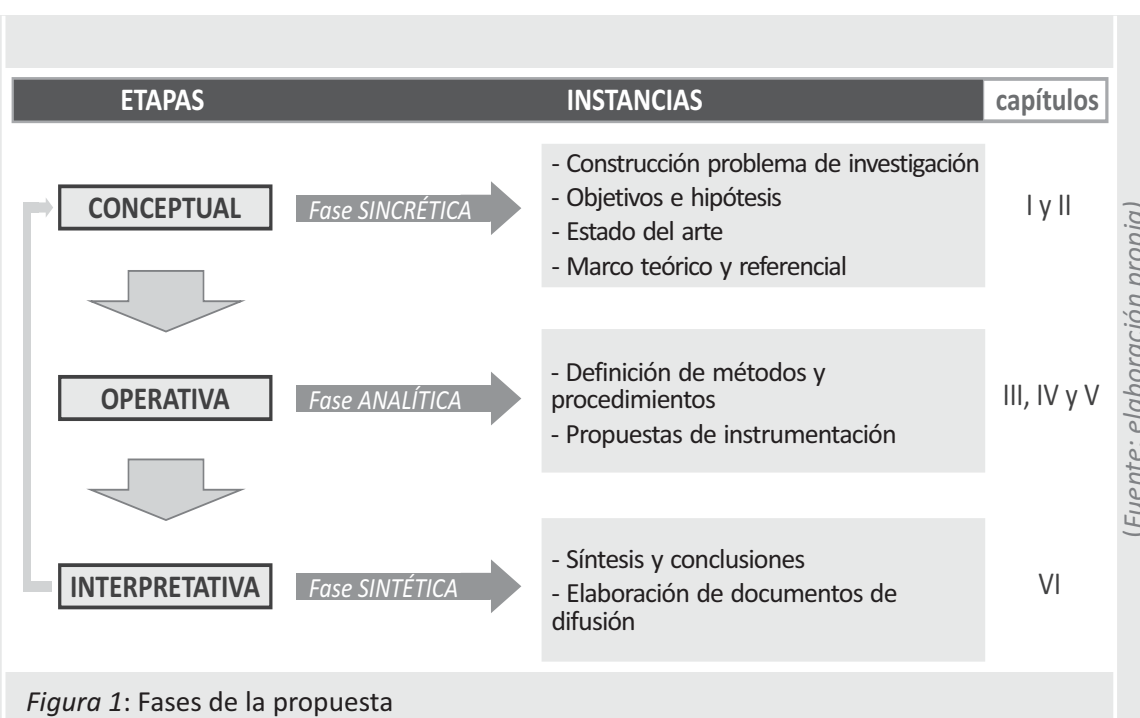 ETAPAS INSTANCIAS capítulos
CONCEPTUAL
Fase SINCRÉTICA
- Construcción problema de investigación
- Objetivos e hipótesis
- Estado del arte
- Marco teórico y referencial
I y II
OPERATIVA
Fase ANALÍTICA
- Definición de métodos y
procedimientos
- Propuestas de instrumentación
III, IV y V
INTERPRETATIVA
Fase SINTÉTICA
- Síntesis y conclusiones
- Elaboración de documentos de
difusión
VI
(Fuente: elaboración propia)
Figura 1: Fases de la propuesta